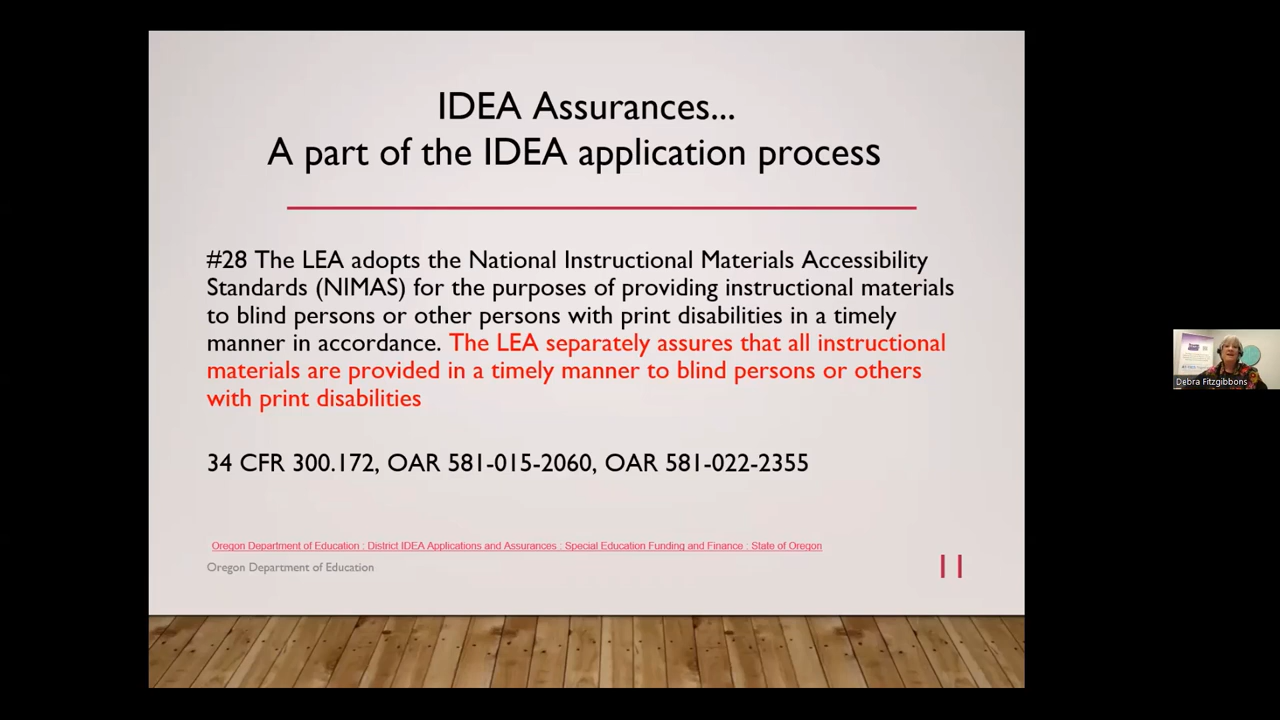 IDEA Assurances...
A part of the IDEA application process
#28 The LEA adopts the National Instructional Materials Accessibility
Standards (NIMAS) for the purposes of providing instructional materials
to blind persons or other persons with print disabilities in a timely
manner in accordance. The LEA separately assures that all instructional
materials are provided in a timely manner to blind persons or others
with print disabilities
34 CFR 300.172, OAR 581-015-2060, OAR 581-022-2355
Oregon Department of Education : District IDEA Applications and Assurances : Special Education Funding and Finance : State of Oregon
Oregon Department of Education
11
Debra Fitzgibbons